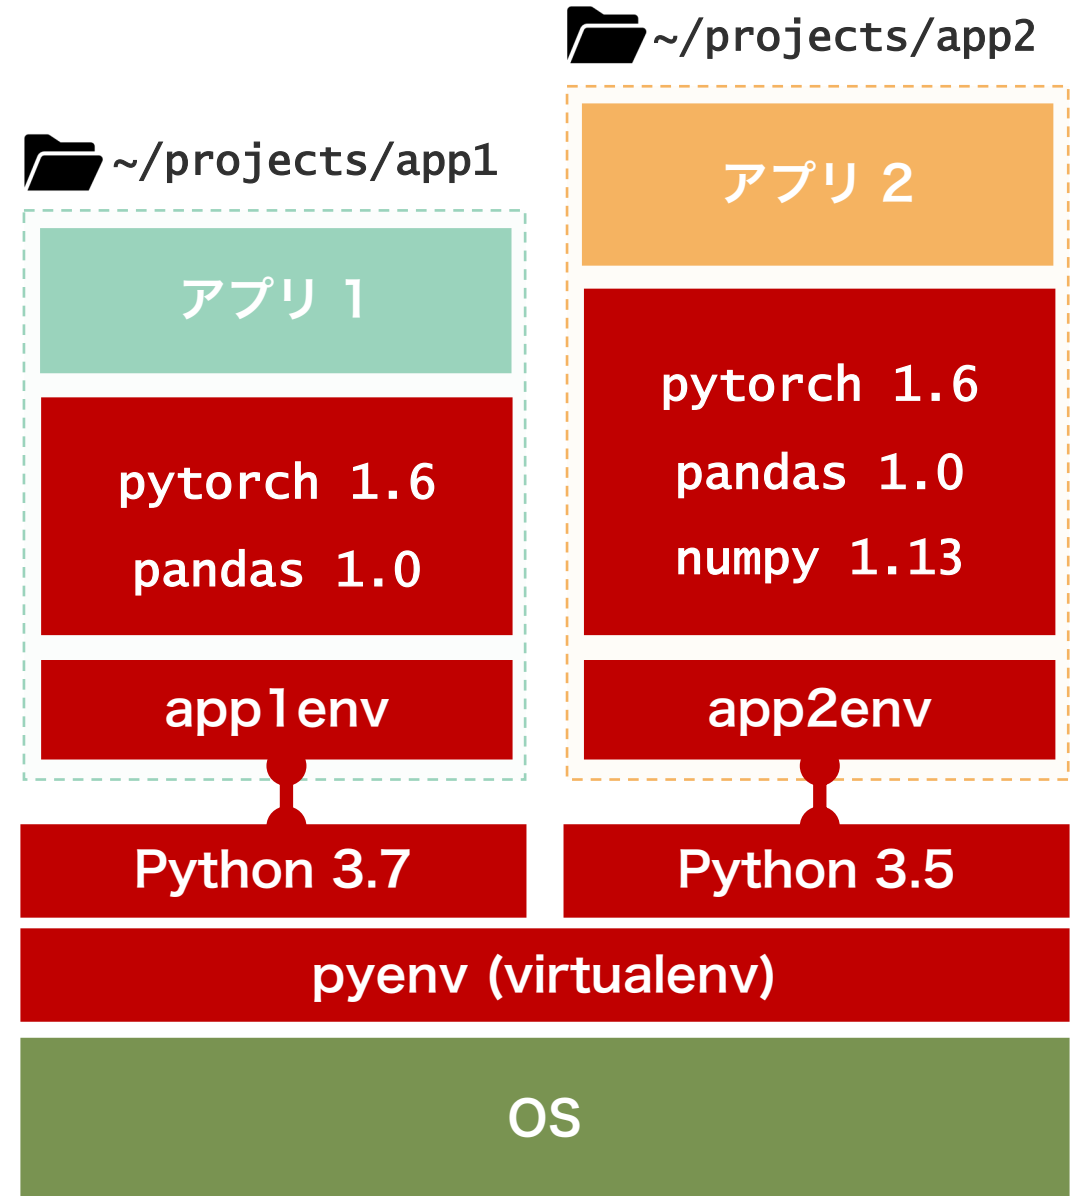 ~/projects/app1
アプリ 1
pytorch 1.6
pandas 1.0
app1env
Python 3.7
~/projects/app2
アプリ 2
pytorch 1.6
pandas 1.0
numpy 1.13
app2env
Python 3.5
pyenv (virtualenv)
OS